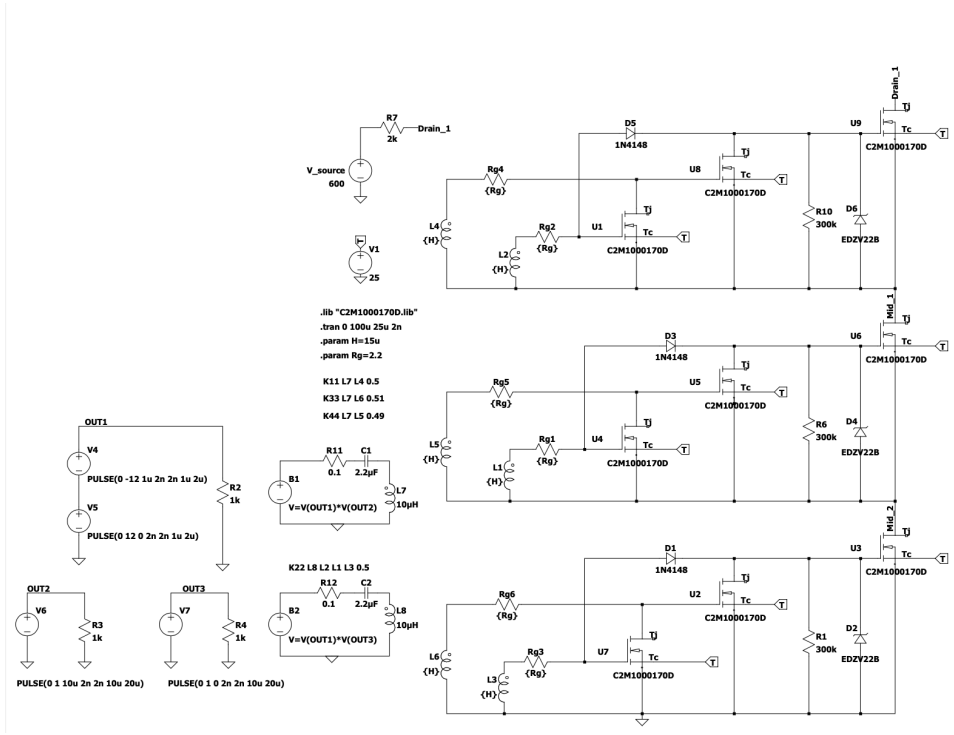 Drain_1
Tj
R7
Drain_1
2k
D5
1N4148
U9
Tc
T
C2M1000170D
V_source
600
Rg4
{Rg}
U8
Tj
Tc
T
C2M1000170D
R10
300k
D6
EDZV22B
L4
{H}
Rg2
{Rg}
L2
{H}
U1
Tj
Tc
T
C2M1000170D
T
V1
25
Mid_1
Tj
.lib "C2M1000170D.lib"
.tran 0 100u 25u 2n
.param H=15u
.param Rg=2.2
D3
1N4148
U6
Tc
T
C2M1000170D
K11 L7 L4 0.5
K33 L7 L6 0.51
K44 L7 L5 0.49
Rg5
{Rg}
U5
Tj
Tc
T
C2M1000170D
R6
300k
D4
EDZV22B
L5
{H}
Rg1
{Rg}
L1
{H}
U4
Tj
Tc
T
C2M1000170D
OUT1
V4
PULSE(0 -12 1u 2n 2n 1u 2u)
V5
PULSE(0 12 0 2n 2n 1u 2u)
R2
1k
R11
0.1
C1
2.2µF
B1
V=V(OUT1)*V(OUT2)
L7
10µH
Mid_2
Tj
D1
1N4148
U3
Tc
T
C2M1000170D
K22 L8 L2 L1 L3 0.5
R12
0.1
C2
2.2µF
B2
V=V(OUT1)*V(OUT3)
L8
10µH
Rg6
{Rg}
U2
Tj
Tc
T
C2M1000170D
R1
300k
D2
EDZV22B
L6
{H}
Rg3
{Rg}
L3
{H}
U7
Tj
Tc
T
C2M1000170D
OUT2
V6
R3
1k
PULSE(0 1 10u 2n 2n 10u 20u)
OUT3
V7
R4
1k
PULSE(0 1 0 2n 2n 10u 20u)